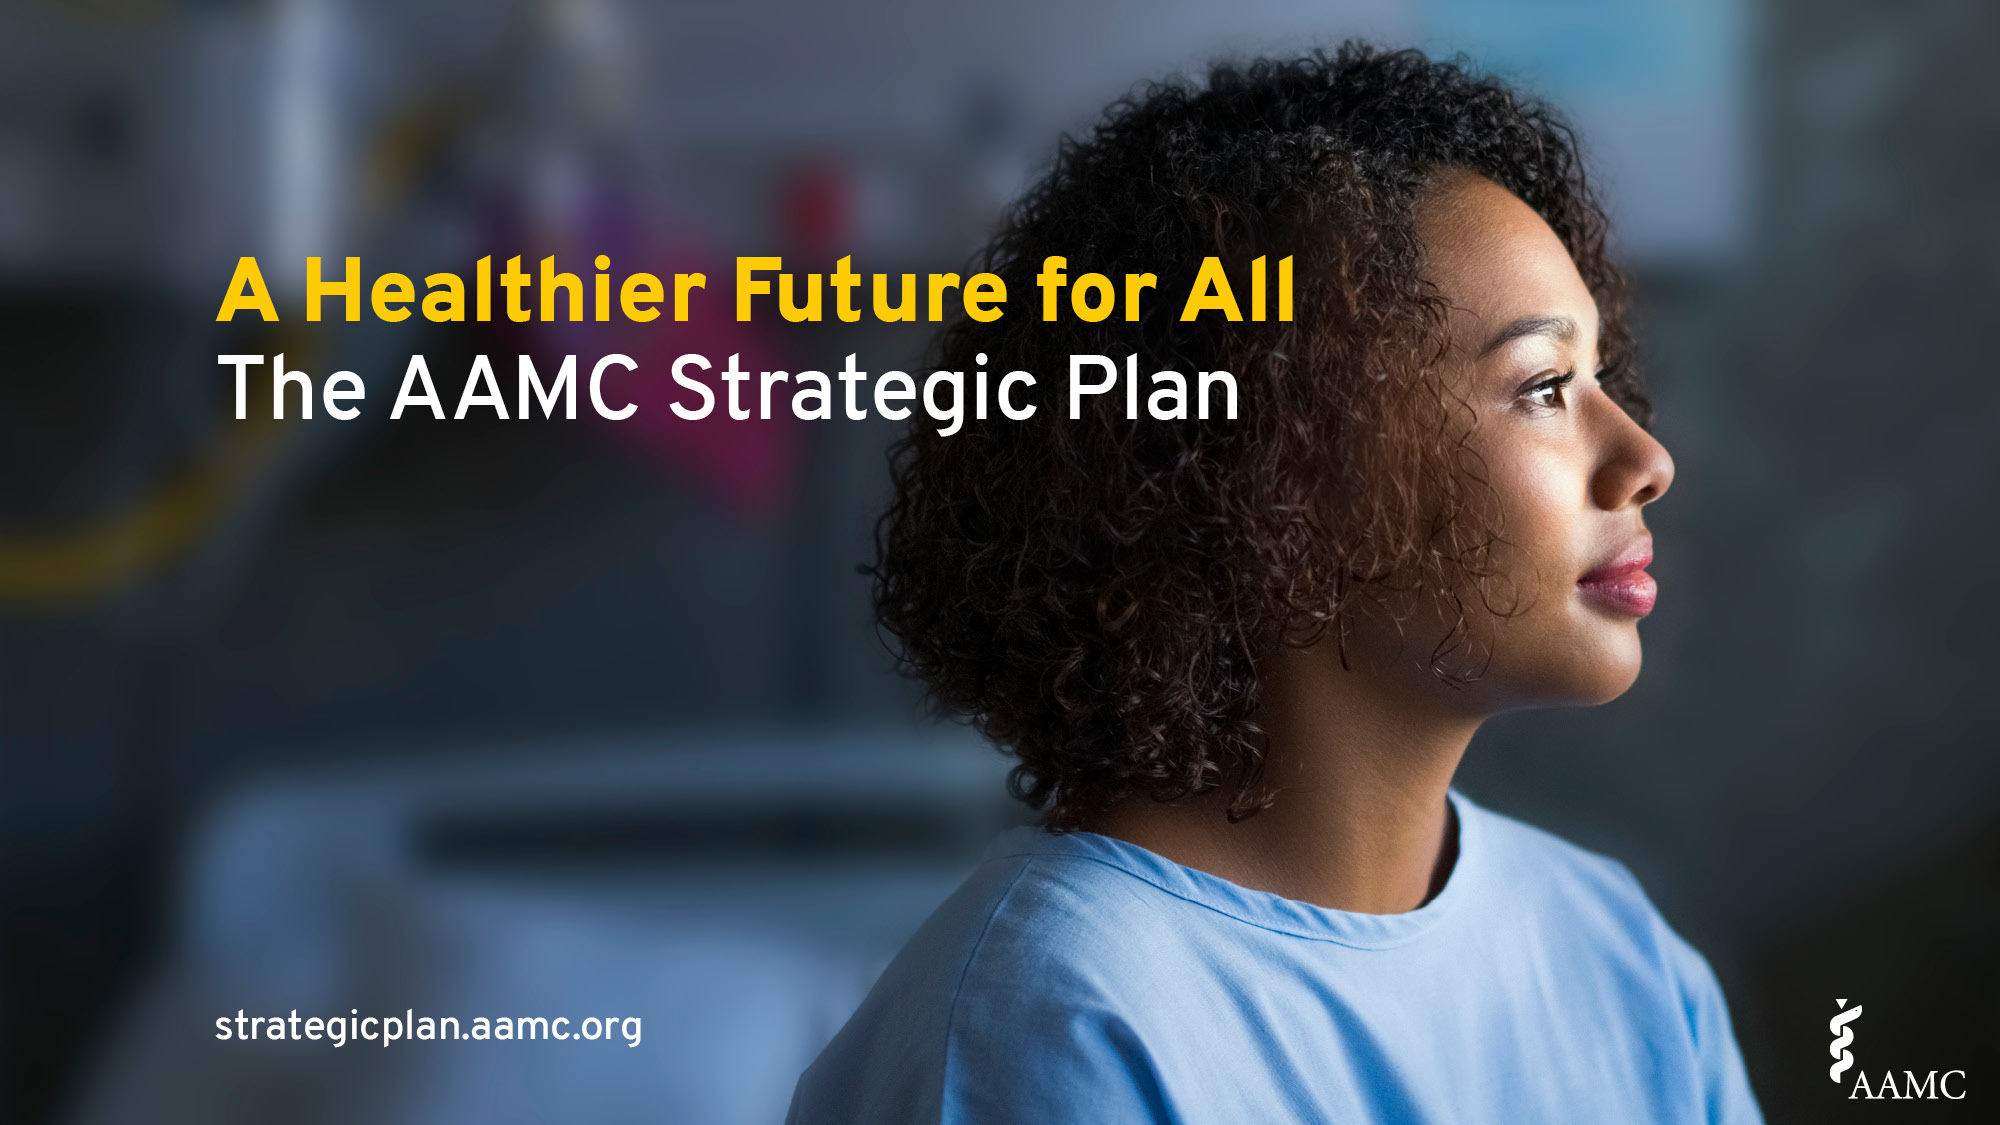 A Healthier Future for All
The AAMC Strategic Plan
strategicplan.aamc.org
AAMC